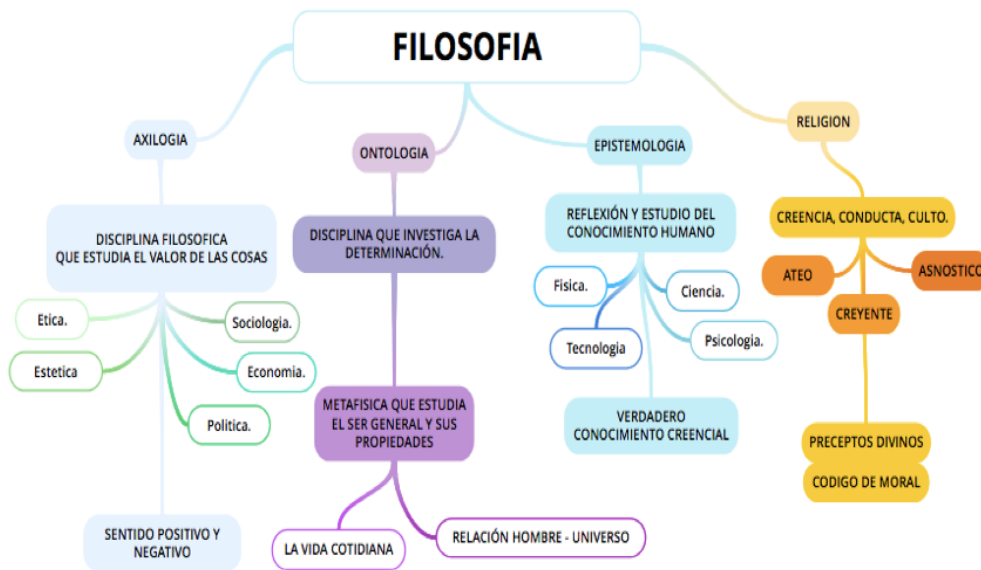 FILOSOFIA
AXILOGIA
DISCIPLINA FILOSOFICA
QUE ESTUDIA EL VALOR DE LAS COSAS
Etica.
Sociologia.
Estetica
Economia.
Politica.
SENTIDO POSITIVO Y
NEGATIVO
ONTOLOGIA
DISCIPLINA QUE INVESTIGA LA
DETERMINACIÓN.
METAFISICA QUE ESTUDIA
EL SER GENERAL Y SUS
PROPIEDADES
LA VIDA COTIDIANA
RELACIÓN HOMBRE - UNIVERSO
EPISTEMOLOGIA
REFLEXIÓN Y ESTUDIO DEL
CONOCIMIENTO HUMANO
Fisica.
Ciencia.
Tecnologia
Psicologia.
VERDADERO
CONOCIMIENTO CREENCIAL
RELIGION
CREENCIA, CONDUCTA, CULTO.
ATEO
ASNOSTICO
CREYENTE
PRECEPTOS DIVINOS
CODIGO DE MORAL